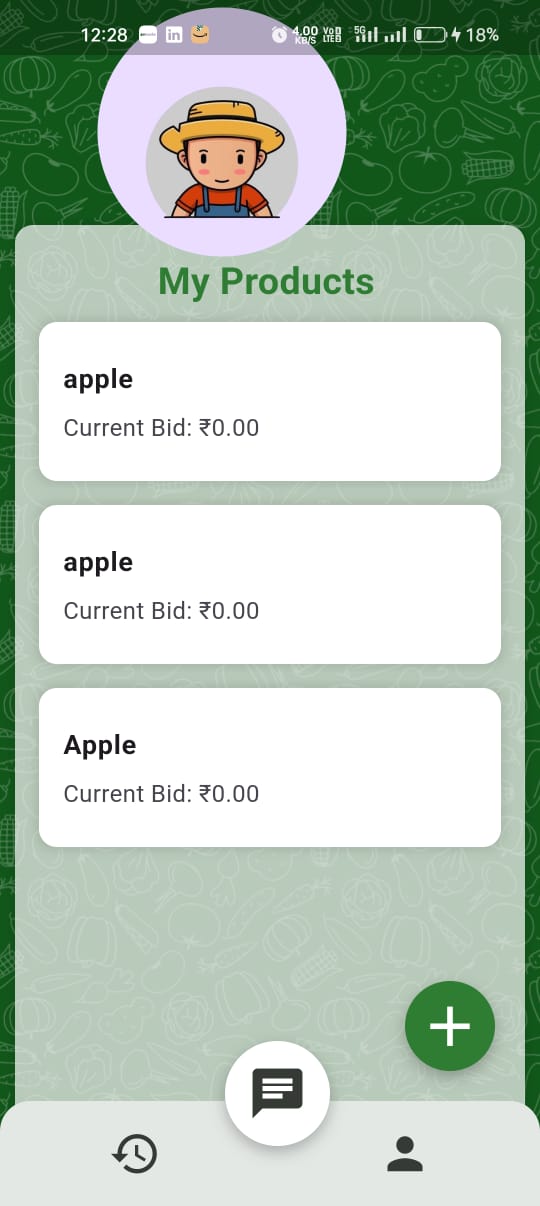 12:28 in 4.00 KB/S Vo LTE 5G 18%
My Products
apple
Current Bid: ₹0.00
apple
Current Bid: ₹0.00
Apple
Current Bid: ₹0.00